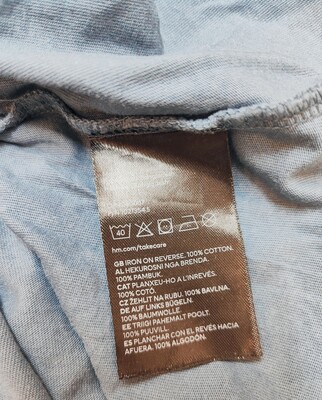 40
hm.com/takecare
GB IRON ON REVERSE. 100% COTTON.
AL HEKUROSNI NGA BRENDA.
100% PAMBUK.
CAT PLANXEU-HO A L'INREVÉS.
100% COTÓ.
CZ ŽEHLIT NA RUBU. 100% BAVLNA.
DE AUF LINKS BÜGELN.
100% BAUMWOLLE.
EE TRIIGI PAHEMALT POOLT.
100% PUUVILL.
ES PLANCHAR CON EL REVÉS HACIA
AFUERA. 100% ALGODÓN.